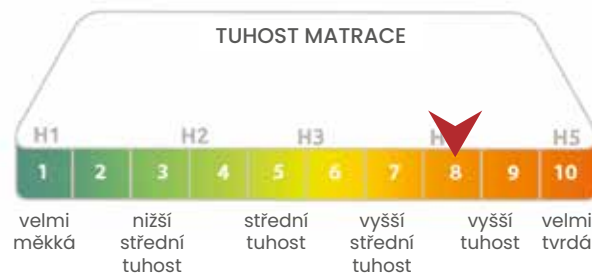 TUHOST MATRACE
H1 H2 H3 H H5
1 2 3 4 5 6 7 8 9 10
velmi nižší střední vyšší vyšší velmi
měkká střední tuhost střední tuhost tvrdá
tuhost tuhost